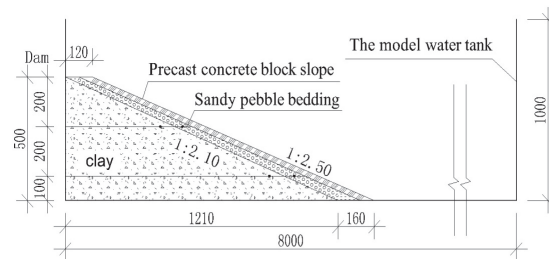 120
Dam
The model water tank
Precast concrete block slope
Sandy pebble bedding
1:2.10
1:2.50
clay
500
200
200
100
1000
1210
160
8000